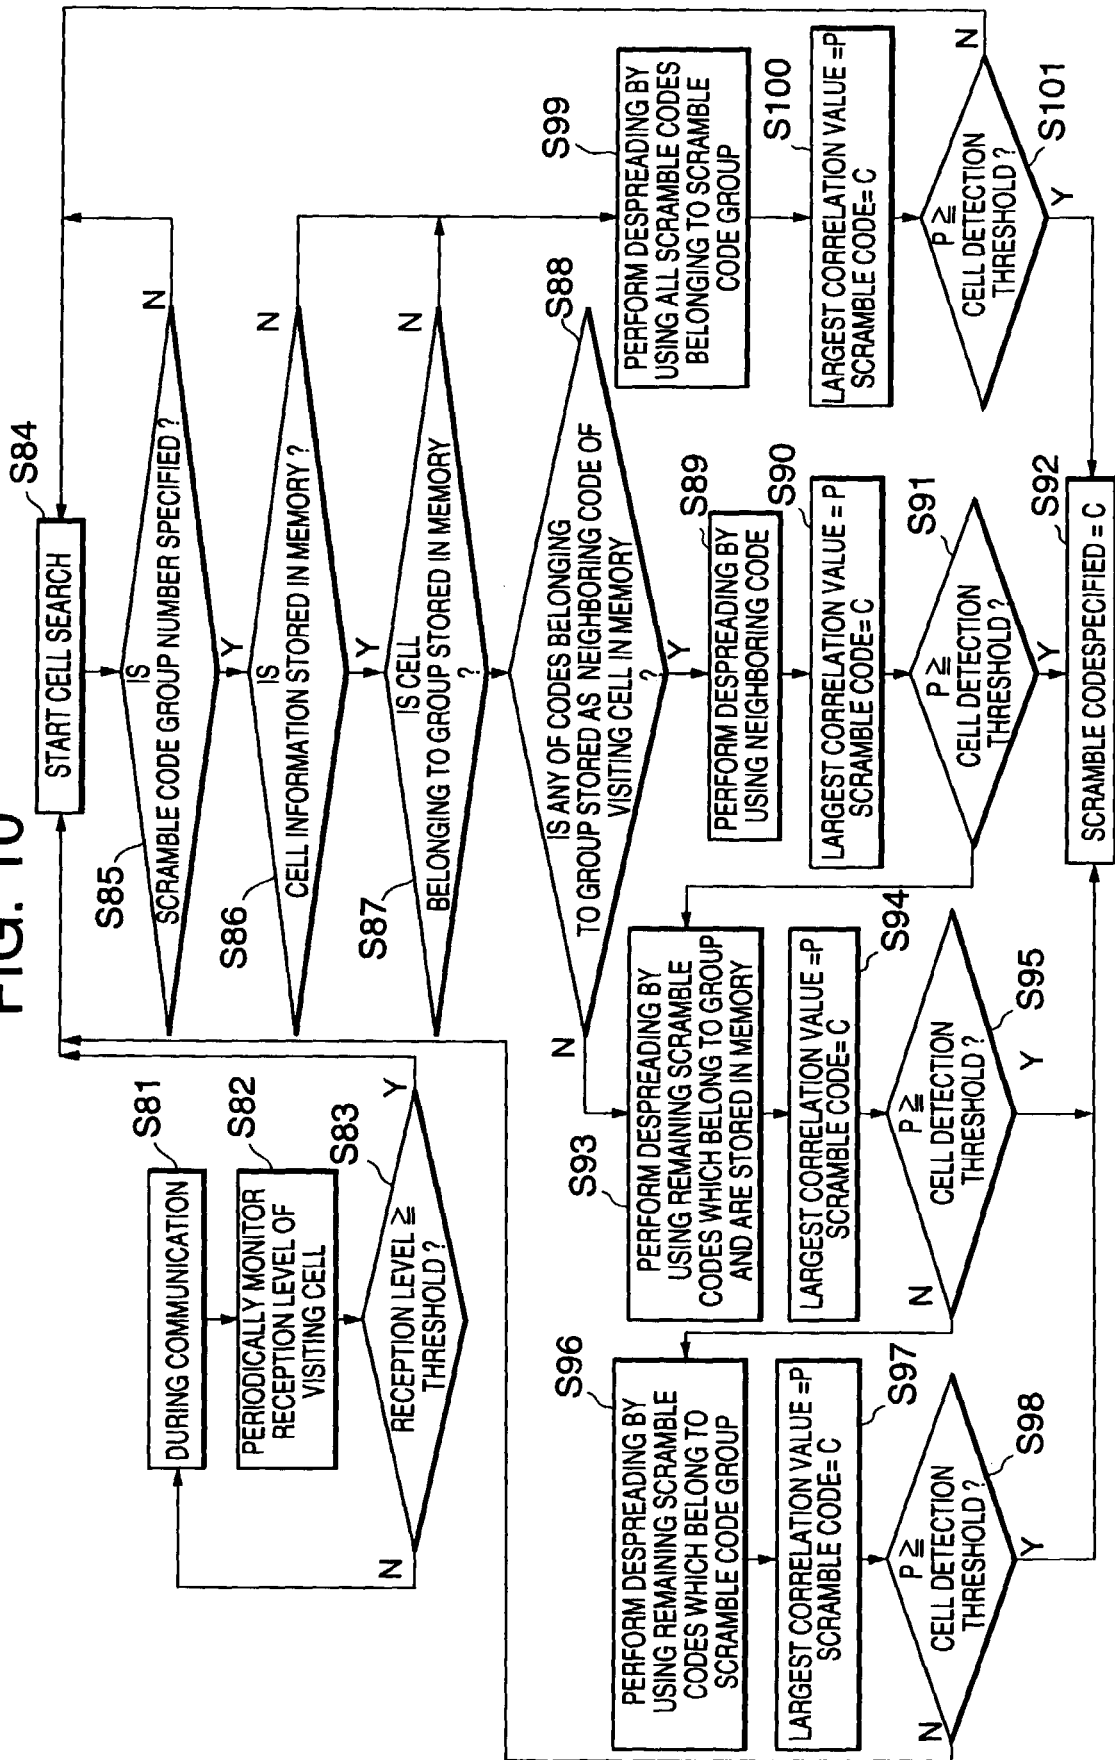 FIG. 10
S81
DURING COMMUNICATION
S82
PERIODICALLY MONITOR
RECEPTION LEVEL OF
VISITING CELL
S83
RECEPTION LEVEL ≧
THRESHOLD ?
N
Y
S84
START CELL SEARCH
S85
IS
SCRAMBLE CODE GROUP NUMBER SPECIFIED ?
N
Y
S86
IS
CELL INFORMATION STORED IN MEMORY ?
N
Y
S87
IS CELL
BELONGING TO GROUP STORED IN MEMORY
?
N
S88
IS ANY OF CODES BELONGING
TO GROUP STORED AS NEIGHBORING CODE OF
VISITING CELL IN MEMORY
?
N
Y
S89
PERFORM DESPREADING BY
USING NEIGHBORING CODE
S90
LARGEST CORRELATION VALUE = P
SCRAMBLE CODE= C
S91
P ≧
CELL DETECTION
THRESHOLD ?
Y
S92
SCRAMBLE CODESPECIFIED = C
S93
PERFORM DESPREADING BY
USING REMAINING SCRAMBLE
CODES WHICH BELONG TO GROUP
AND ARE STORED IN MEMORY
S94
LARGEST CORRELATION VALUE =P
SCRAMBLE CODE= C
S95
P ≧
CELL DETECTION
THRESHOLD ?
N
Y
S96
PERFORM DESPREADING BY
USING REMAINING SCRAMBLE
CODES WHICH BELONG TO
SCRAMBLE CODE GROUP
S97
LARGEST CORRELATION VALUE =P
SCRAMBLE CODE= C
S98
P ≧
CELL DETECTION
THRESHOLD ?
N
Y
S99
PERFORM DESPREADING BY
USING ALL SCRAMBLE CODES
BELONGING TO SCRAMBLE
CODE GROUP
S100
LARGEST CORRELATION VALUE =P
SCRAMBLE CODE= C
S101
P ≧
CELL DETECTION
THRESHOLD ?
N
Y